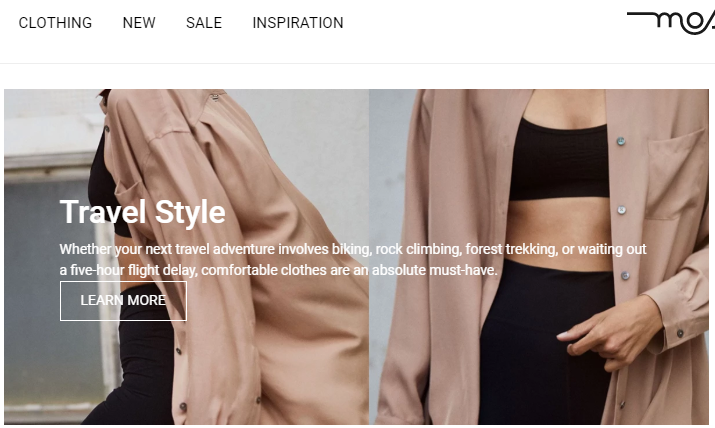 CLOTHING NEW SALE INSPIRATION
Travel Style
Whether your next travel adventure involves biking, rock climbing, forest trekking, or waiting out
a five-hour flight delay, comfortable clothes are an absolute must-have.
LEARN MORE